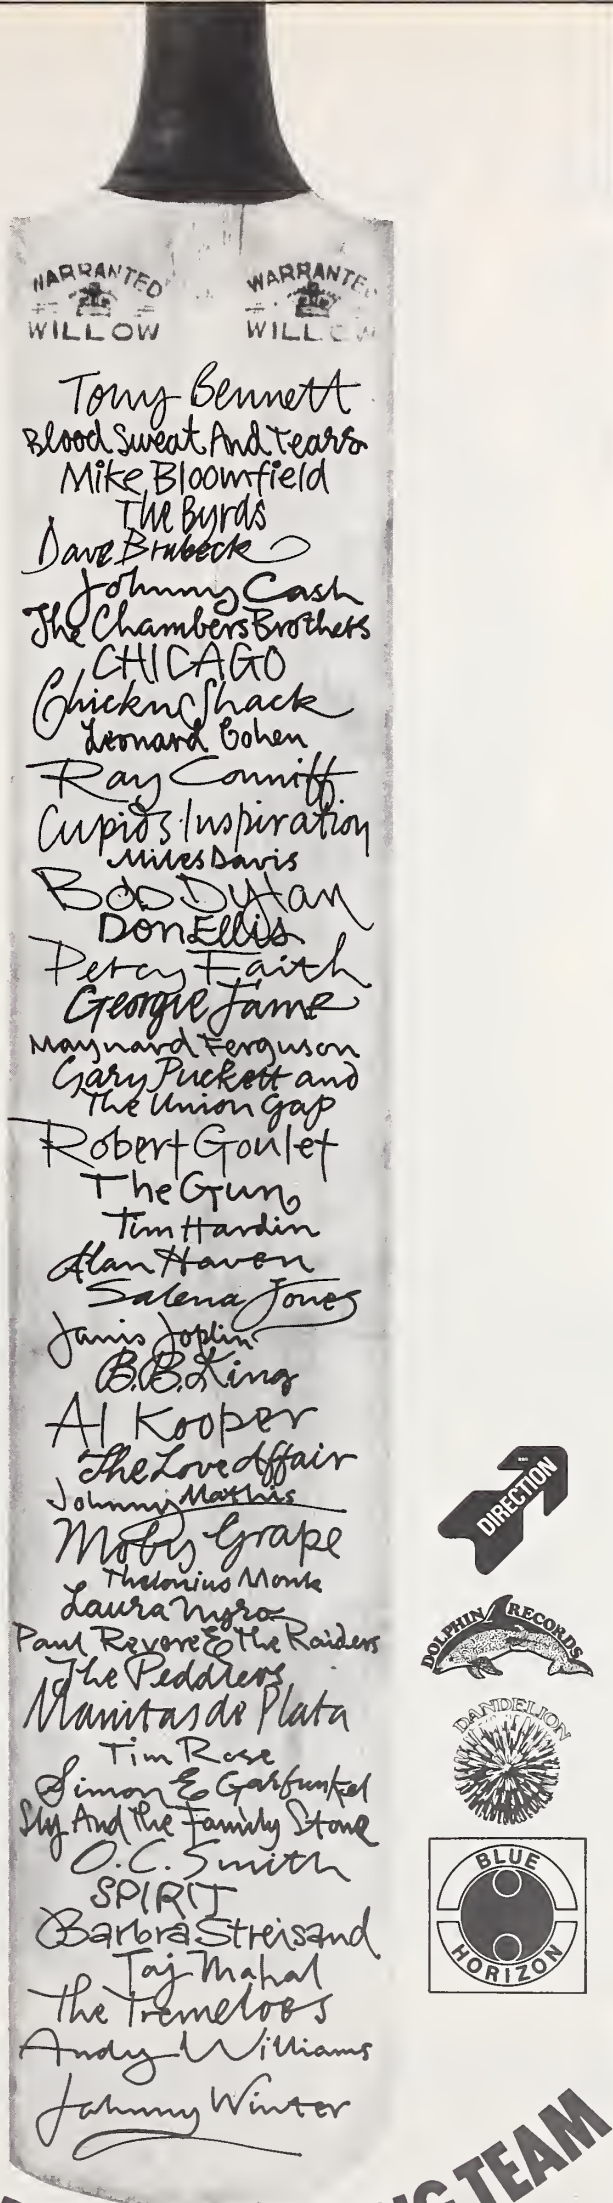 WARRANTED WARRANTED
WILLOW WILLOW
Tony Bennett
Blood Sweat And Tears
Mike Bloomfield
The Byrds
Dave Brubeck
Johnny Cash
The Chambers Brothers
CHICAGO
Chicken Shack
Leonard Cohen
Ray Conniff
Cupid's Inspiration
Miles Davis
Bob Dylan
Don Ellis
Percy Faith
Georgie Fame
Maynard Ferguson
Gary Puckett and
The Union Gap
Robert Goulet
The Gun
Tim Hardin
Alan Haven
Salena Jones
Janis Joplin
B.B. King
Al Kooper
The Love Affair
Johnny Mathis
Moby Grape
Thelonius Monk
Laura Nyro
Paul Revere & The Raiders
The Peddlers
Manitas de Plata
Tim Rose
Simon & Garfunkel
Sly And The Family Stone
O.C. Smith
SPIRIT
Barbra Streisand
Taj Mahal
The Tremeloes
Andy Williams
Johnny Winter
DIRECTION
DOLPHIN RECORDS
DANDELION
BLUE
HORIZON
TEAM